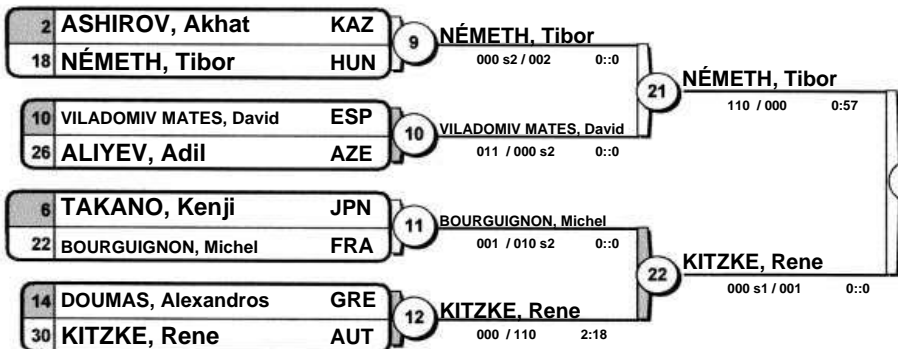 2 ASHIROV, Akhat KAZ
18 NÉMETH, Tibor HUN
9
NÉMETH, Tibor
000 s2 / 002 0::0
10 VILADOMIV MATES, David ESP
26 ALIYEV, Adil AZE
10
VILADOMIV MATES, David
011 / 000 s2 0::0
21
NÉMETH, Tibor
110 / 000 0:57
6 TAKANO, Kenji JPN
22 BOURGUIGNON, Michel FRA
11
BOURGUIGNON, Michel
001 / 010 s2 0::0
14 DOUMAS, Alexandros GRE
30 KITZKE, Rene AUT
12
KITZKE, Rene
000 / 110 2:18
22
KITZKE, Rene
000 s1 / 001 0::0